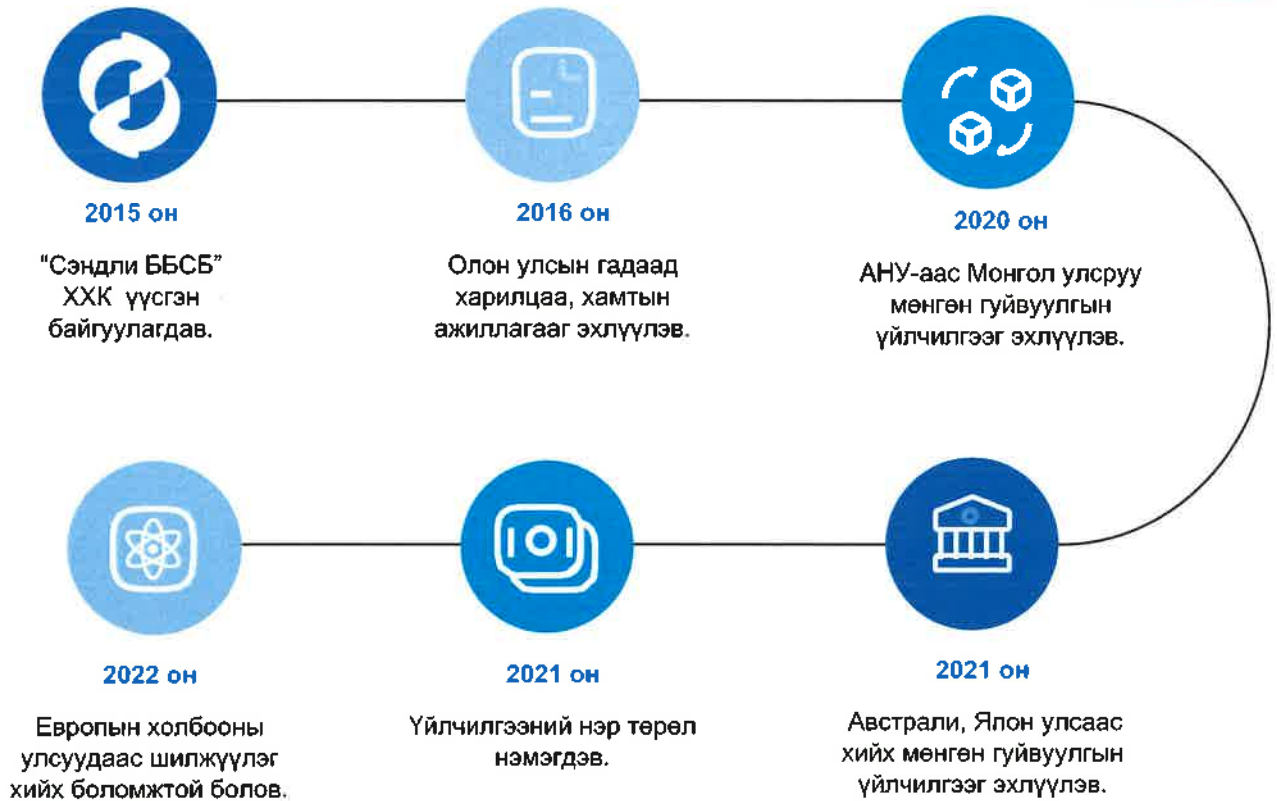 2015 он
"Сэндли ББСБ"
ХХК үүсгэн
байгуулагдав.
2016 он
Олон улсын гадаад
харилцаа, хамтын
ажиллагааг эхлүүлэв.
2020 он
АНУ-аас Монгол улсруу
мөнгөн гуйвуулгын
үйлчилгээг эхлүүлэв.
2021 он
Австрали, Ялон улсаас
хийх мөнгөн гуйвуулгын
үйлчилгээг эхлүүлэв.
2021 он
Үйлчилгээний нэр төрөл
нэмэгдэв.
2022 он
Европын холбооны
улсуудаас шилжүүлэг
хийх боломжтой болов.